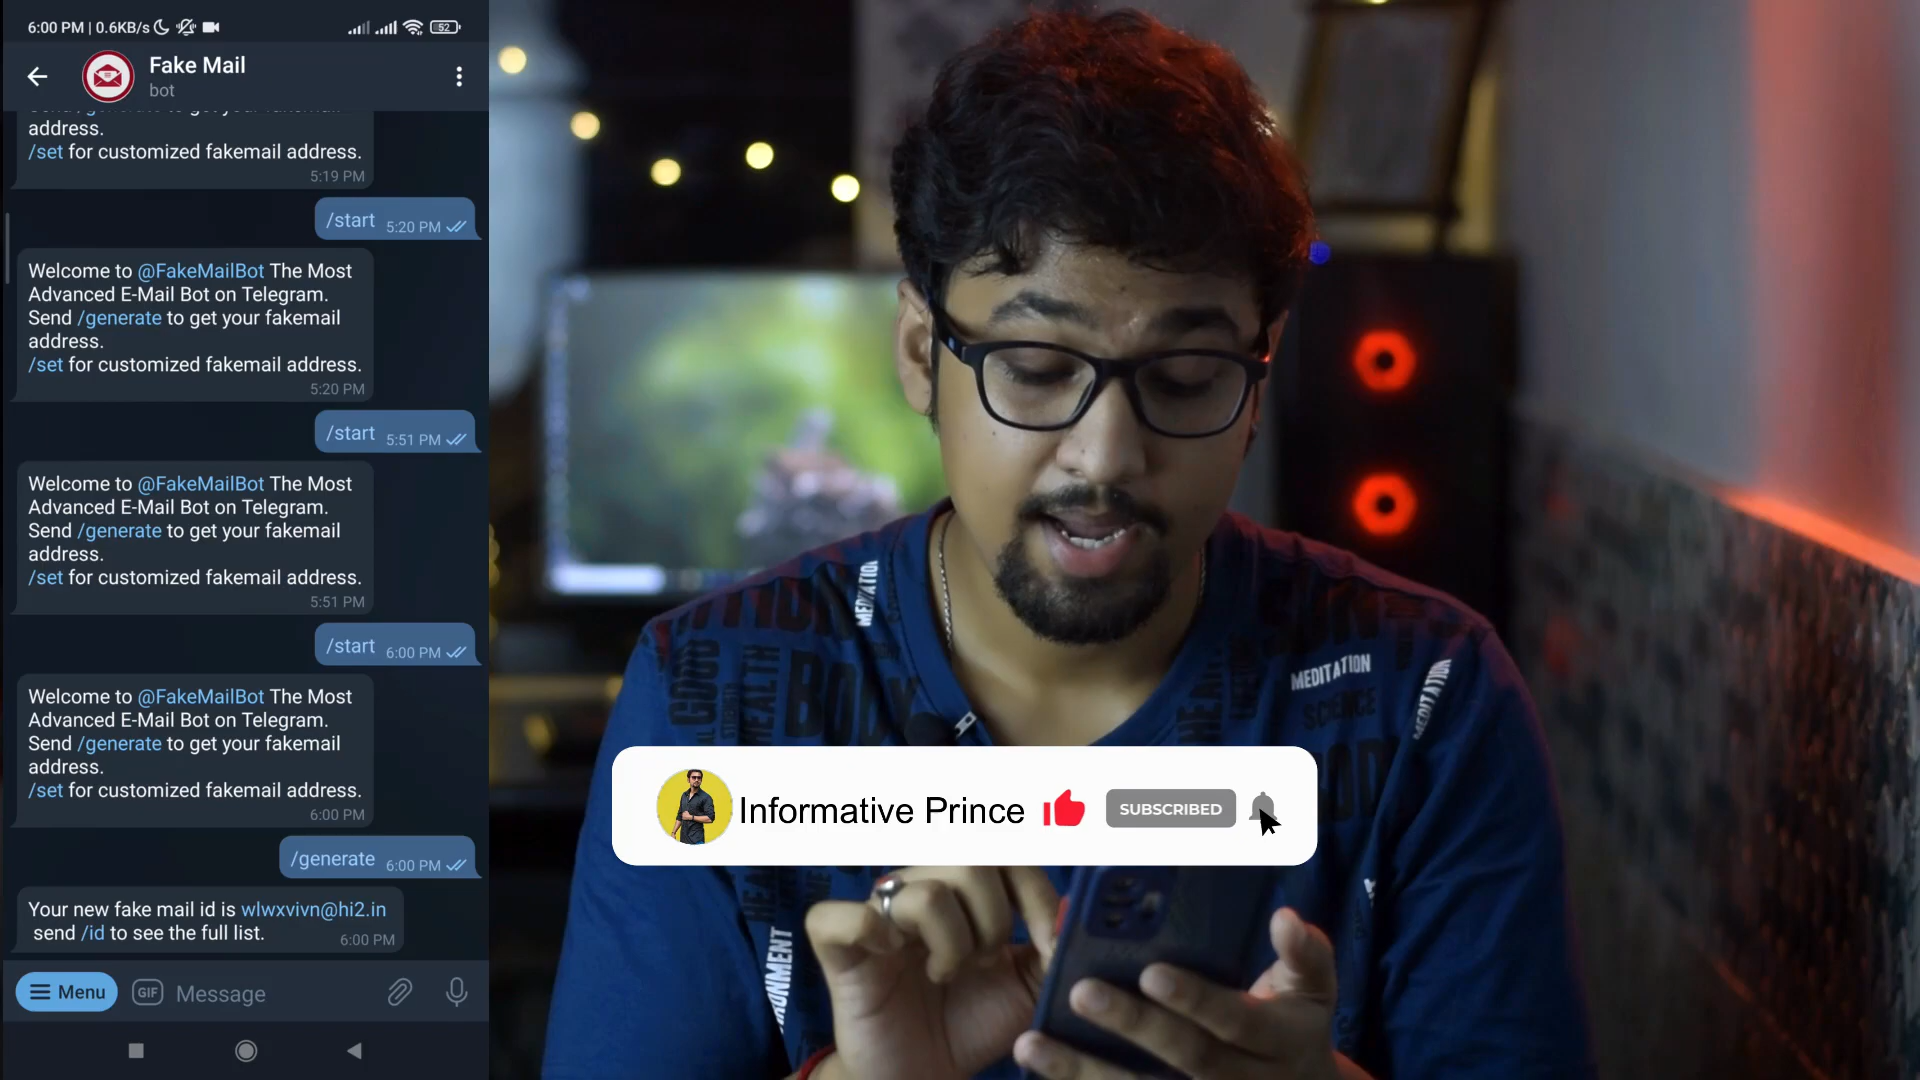 6:00 PM | 0.6KB/s
52
Fake Mail
bot
address.
/set for customized fakemail address.
5:19 PM
/start 5:20 PM
Welcome to @FakeMailBot The Most
Advanced E-Mail Bot on Telegram.
Send /generate to get your fakemail
address.
/set for customized fakemail address.
5:20 PM
/start 5:51 PM
Welcome to @FakeMailBot The Most
Advanced E-Mail Bot on Telegram.
Send /generate to get your fakemail
address.
/set for customized fakemail address.
5:51 PM
/start 6:00 PM
Welcome to @FakeMailBot The Most
Advanced E-Mail Bot on Telegram.
Send /generate to get your fakemail
address.
/set for customized fakemail address.
6:00 PM
/generate 6:00 PM
Your new fake mail id is wlwxvivn@hi2.in
send /id to see the full list.
6:00 PM
Menu GIF Message
MEDITATION
GOOD
HEALTH
BODY
MEDITATION
SCIENCE
MEDITATION
BODY
Informative Prince SUBSCRIBED